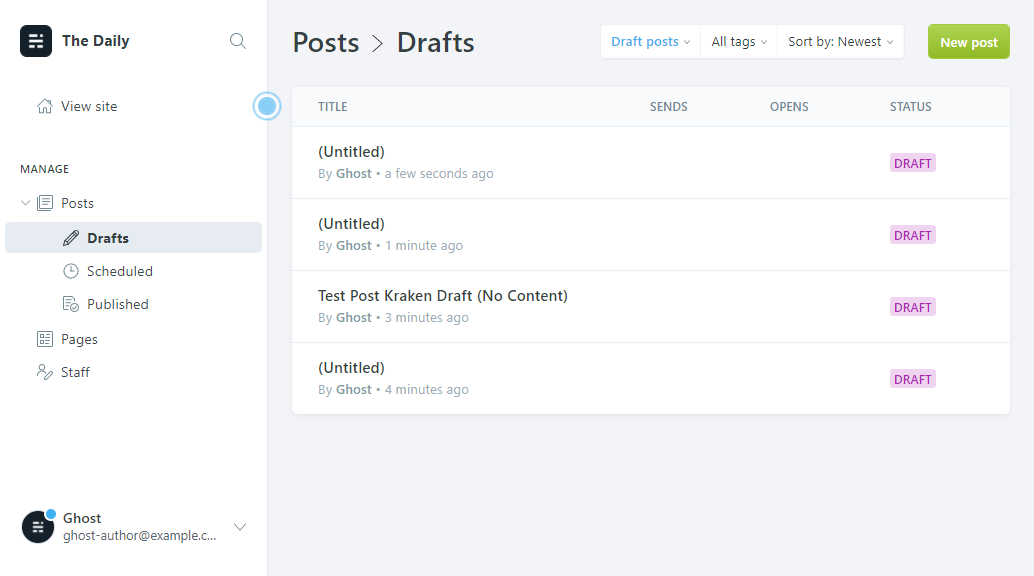 The Daily
View site
MANAGE
Posts
Drafts
Scheduled
Published
Pages
Staff
Ghost
ghost-author@example.c...
Posts > Drafts
Draft posts
All tags
Sort by: Newest
New post
TITLE SENDS OPENS STATUS
(Untitled)
By Ghost • a few seconds ago
DRAFT
(Untitled)
By Ghost • 1 minute ago
DRAFT
Test Post Kraken Draft (No Content)
By Ghost • 3 minutes ago
DRAFT
(Untitled)
By Ghost • 4 minutes ago
DRAFT